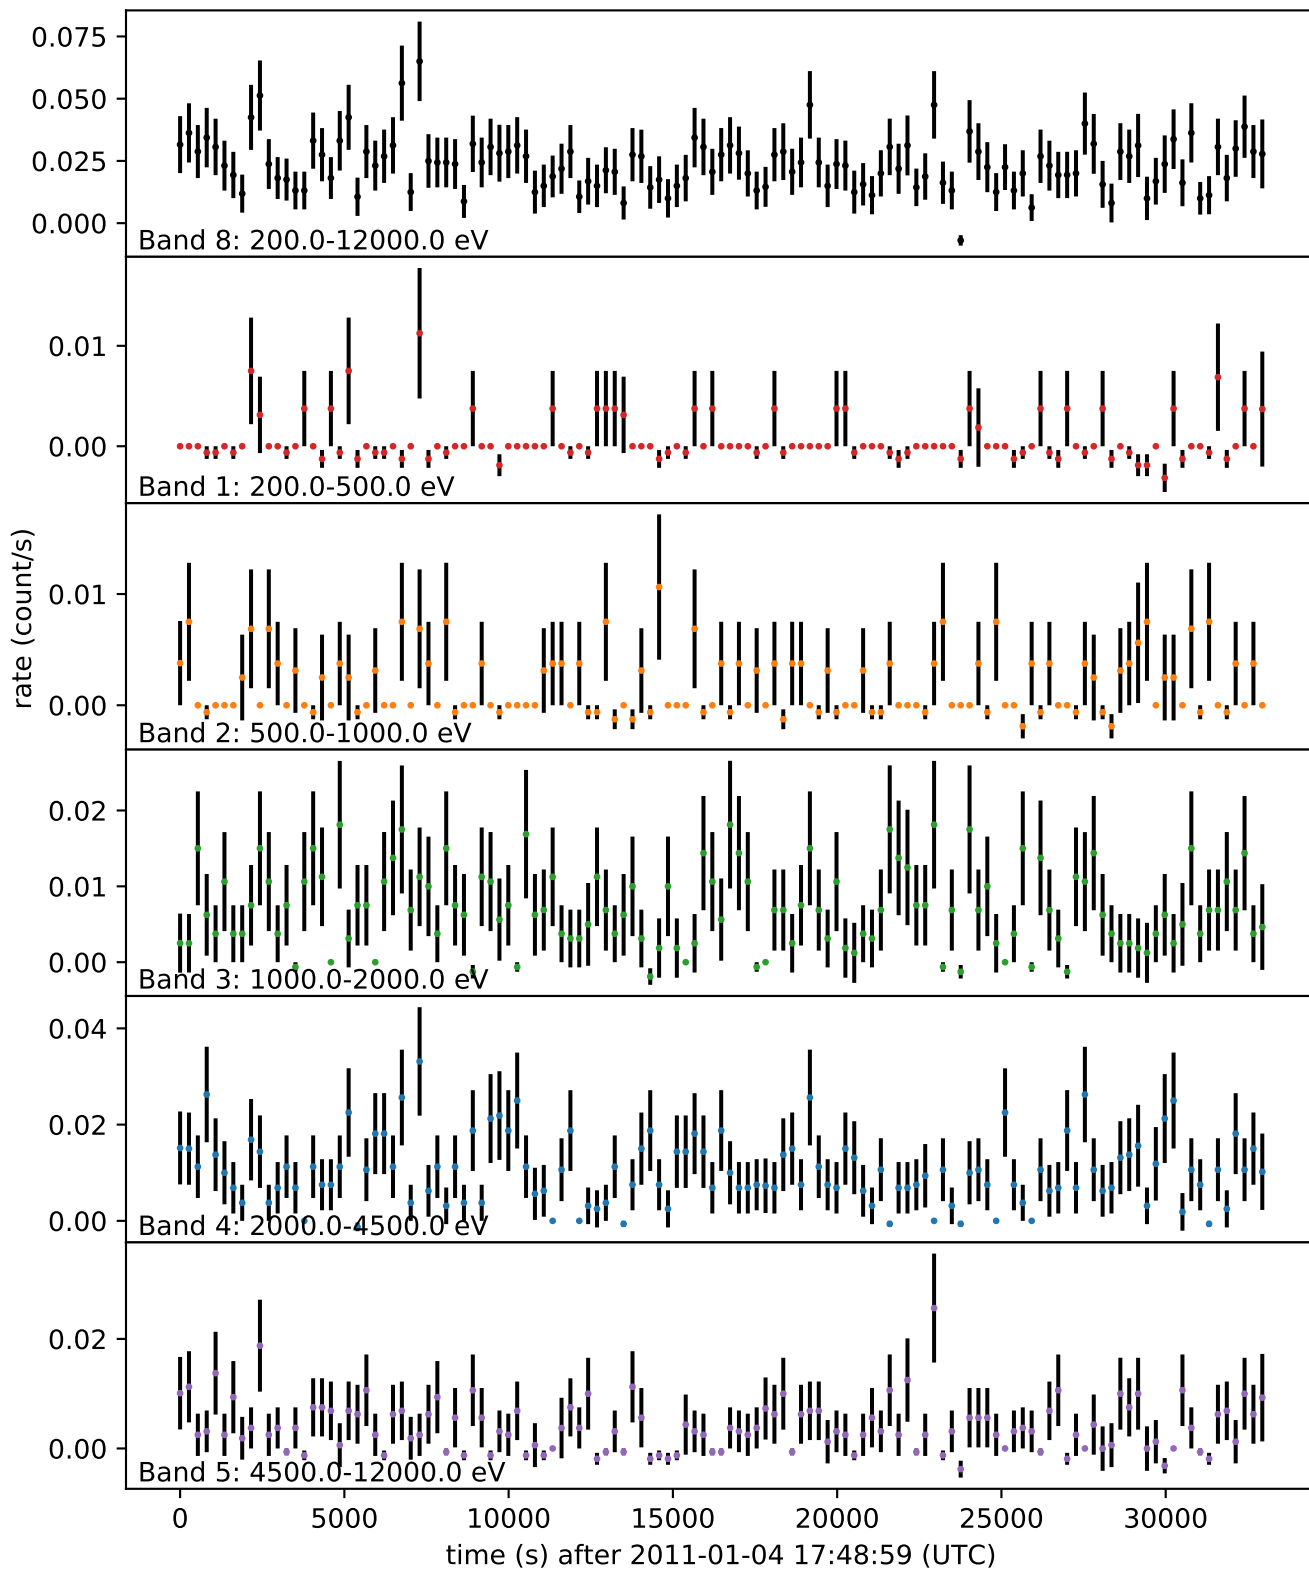 0.075
0.050
0.025
0.000
Band 8: 200.0-12000.0 eV
0.01
0.00
Band 1: 200.0-500.0 eV
rate (count/s)
0.01
0.00
Band 2: 500.0-1000.0 eV
0.02
0.01
0.00
Band 3: 1000.0-2000.0 eV
0.04
0.02
0.00
Band 4: 2000.0-4500.0 eV
0.02
0.00
Band 5: 4500.0-12000.0 eV
0 5000 10000 15000 20000 25000 30000
time (s) after 2011-01-04 17:48:59 (UTC)